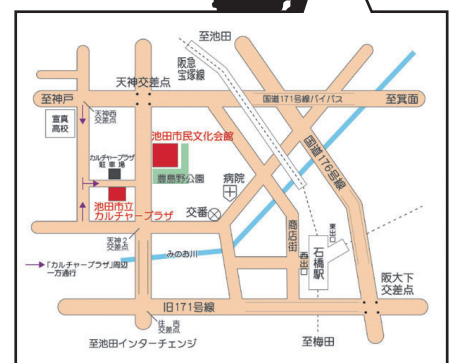 至池田
阪急
宝塚線
天神交差点
至神戸
国道171号線バイパス
至箕面
天神西
交差点
宣真
高校
池田市民文化会館
国道176号線
カルチャープラザ
駐車場
豊島野公園
病院
池田市立
カルチャープラザ
交番
商店街
東出口
石橋駅
西出口
天神2
交差点
みのお川
「カルチャープラザ」周辺
一方通行
阪大下
交差点
旧171号線
住吉
交差点
至池田インターチェンジ
至梅田